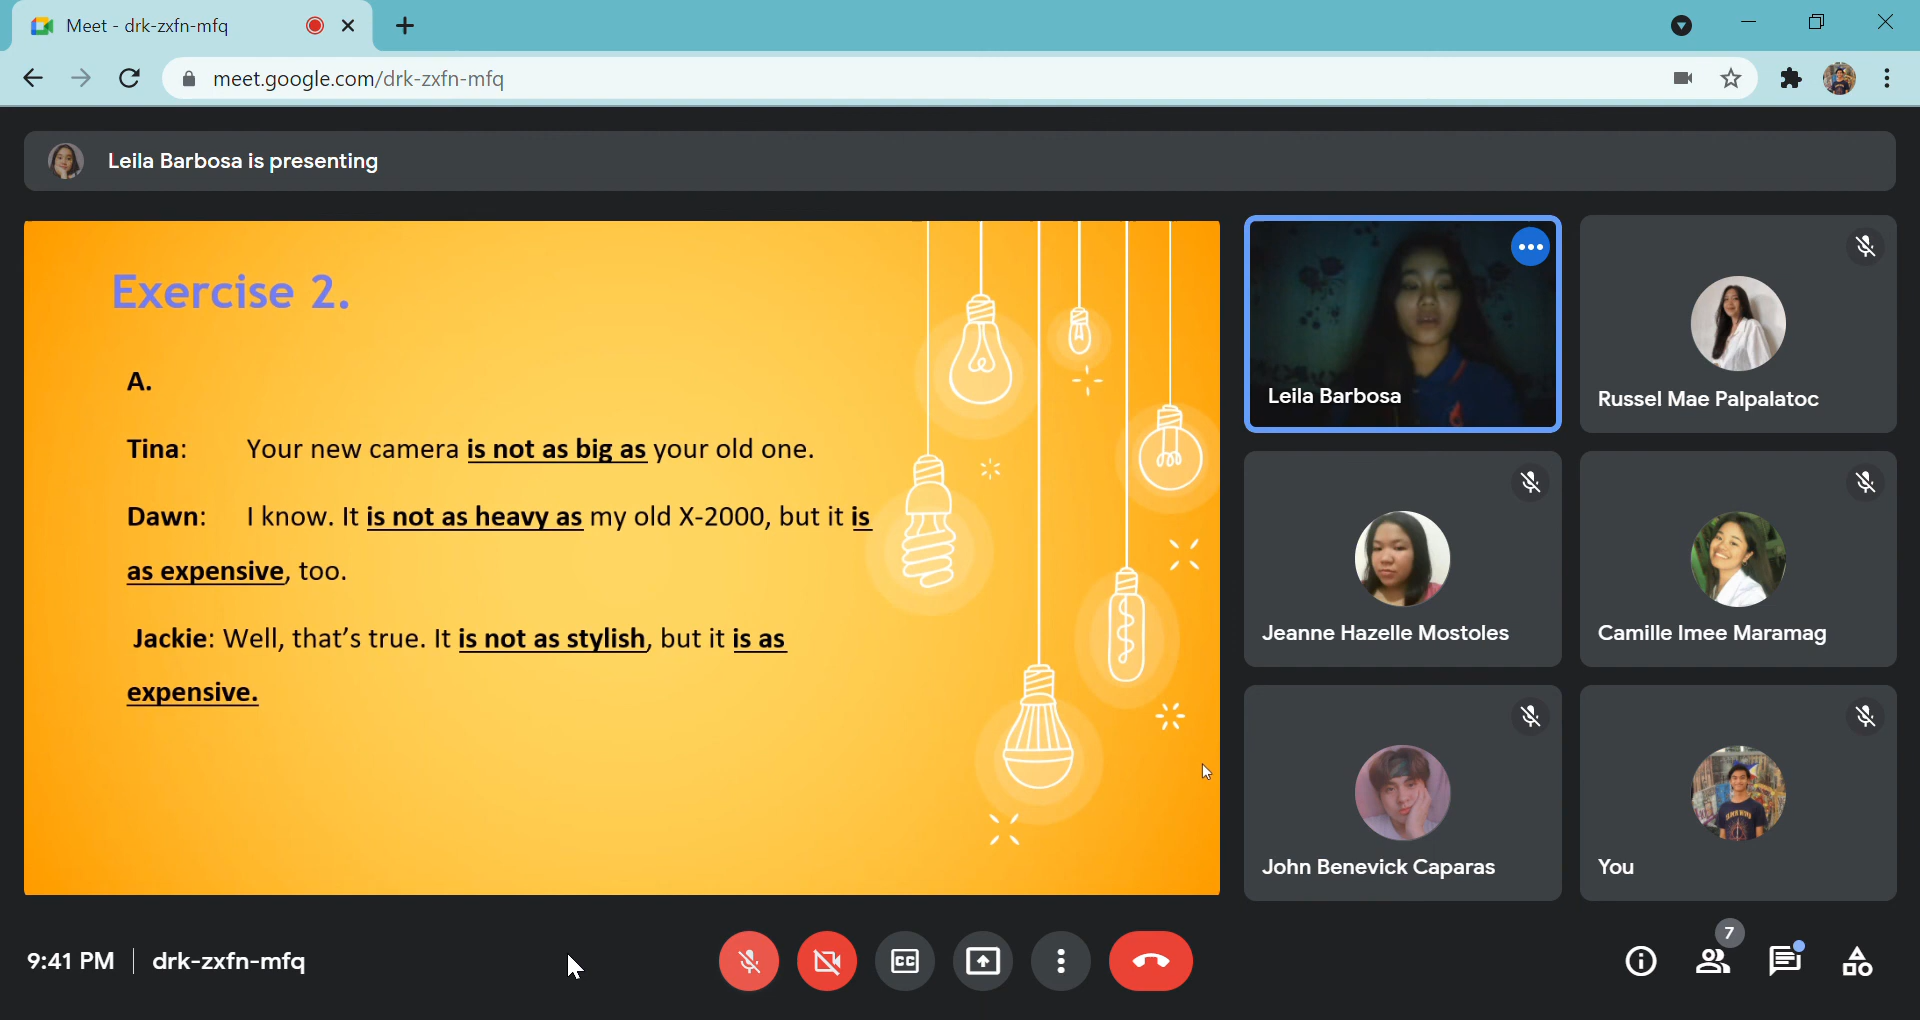 Meet - drk-zxfn-mfq
meet.google.com/drk-zxfn-mfq
Leila Barbosa is presenting
Exercise 2.
A.
Tina: Your new camera is not as big as your old one.
Dawn: I know. It is not as heavy as my old X-2000, but it is
as expensive, too.
Jackie: Well, that's true. It is not as stylish, but it is as
expensive.
Leila Barbosa
Russel Mae Palpalatoc
Jeanne Hazelle Mostoles
Camille Imee Maramag
John Benevick Caparas
You
9:41 PM | drk-zxfn-mfq
CC
7